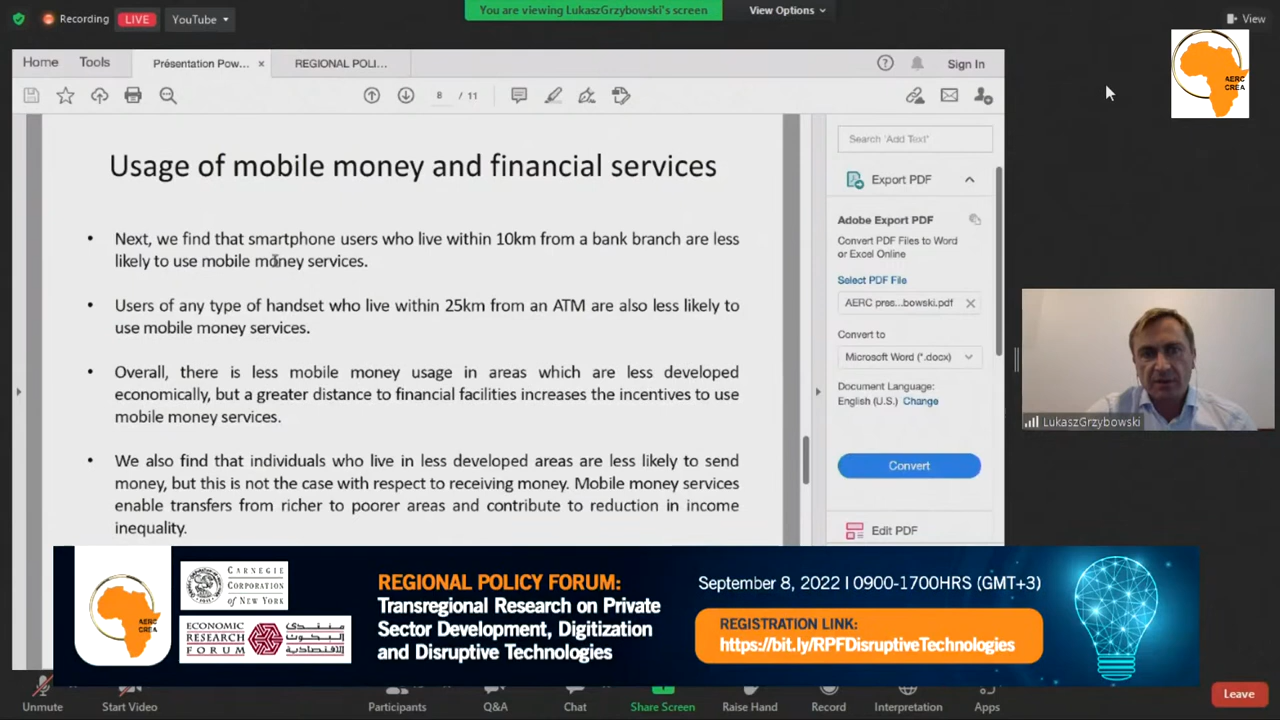 Recording
LIVE
YouTube
You are viewing LukaszGrzybowski's screen
View Options
View
AERC
CREA
Home
Tools
Présentation Pow...
REGIONAL POLI...
Sign In
8 / 11
Usage of mobile money and financial services
• Next, we find that smartphone users who live within 10km from a bank branch are less
likely to use mobile money services.
• Users of any type of handset who live within 25km from an ATM are also less likely to
use mobile money services.
• Overall, there is less mobile money usage in areas which are less developed
economically, but a greater distance to financial facilities increases the incentives to use
mobile money services.
• We also find that individuals who live in less developed areas are less likely to send
money, but this is not the case with respect to receiving money. Mobile money services
enable transfers from richer to poorer areas and contribute to reduction in income
inequality.
Search 'Add Text'
Export PDF
Adobe Export PDF
Convert PDF Files to Word
or Excel Online
Select PDF File
AERC pres...bowski.pdf
Convert to
Microsoft Word (*.docx)
Document Language:
English (U.S.) Change
Convert
Edit PDF
LukaszGrzybowski
AERC
CREA
CARNEGIE
CORPORATION
of NEW YORK
ECONOMIC
RESEARCH
FORUM
منتدى
البحوث
الاقتصادية
REGIONAL POLICY FORUM:
Transregional Research on Private
Sector Development, Digitization
and Disruptive Technologies
September 8, 2022 I 0900-1700HRS (GMT+3)
REGISTRATION LINK:
https://bit.ly/RPFDisruptiveTechnologies
Unmute
Start Video
Participants
Q&A
Chat
Share Screen
Raise Hand
Record
Interpretation
Apps
Leave